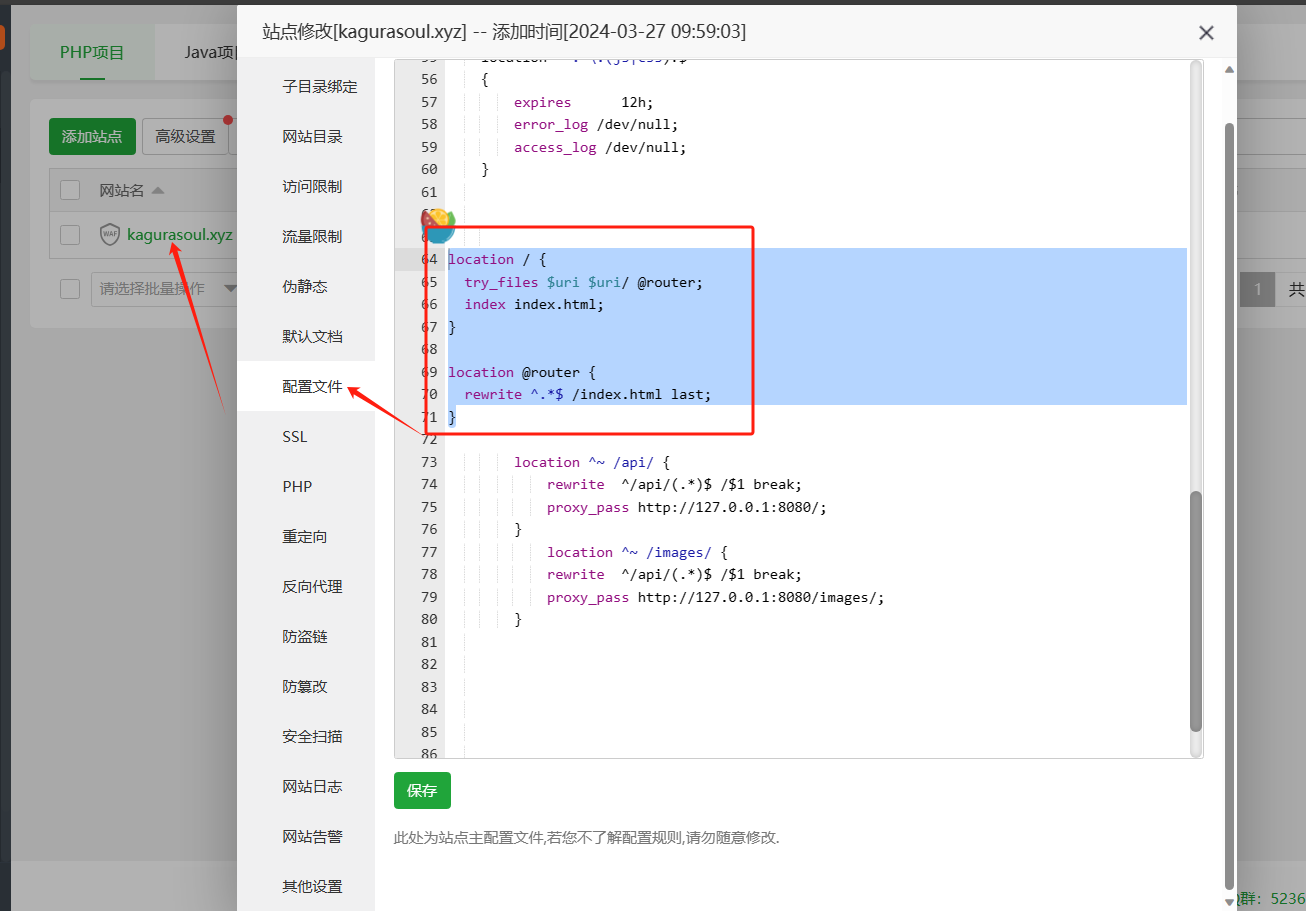 站点修改[kagurasoul.xyz] -- 添加时间[2024-03-27 09:59:03]
PHP项目
Java项目
添加站点
高级设置
网站名
WAF
kagurasoul.xyz
请选择批量操作
1
共
子目录绑定
网站目录
访问限制
流量限制
伪静态
默认文档
配置文件
SSL
PHP
重定向
反向代理
防盗链
防篡改
安全扫描
网站日志
网站告警
其他设置
56 {
57 expires 12h;
58 error_log /dev/null;
59 access_log /dev/null;
60 }
61
64 location / {
65 try_files $uri $uri/ @router;
66 index index.html;
67 }
68
69 location @router {
70 rewrite ^.*$ /index.html last;
71 }
72
73 location ^~ /api/ {
74 rewrite ^/api/(.*)$ /$1 break;
75 proxy_pass http://127.0.0.1:8080/;
76 }
77 location ^~ /images/ {
78 rewrite ^/api/(.*)$ /$1 break;
79 proxy_pass http://127.0.0.1:8080/images/;
80 }
81
82
83
84
85
86
保存
此处为站点主配置文件,若您不了解配置规则,请勿随意修改.
群：5236